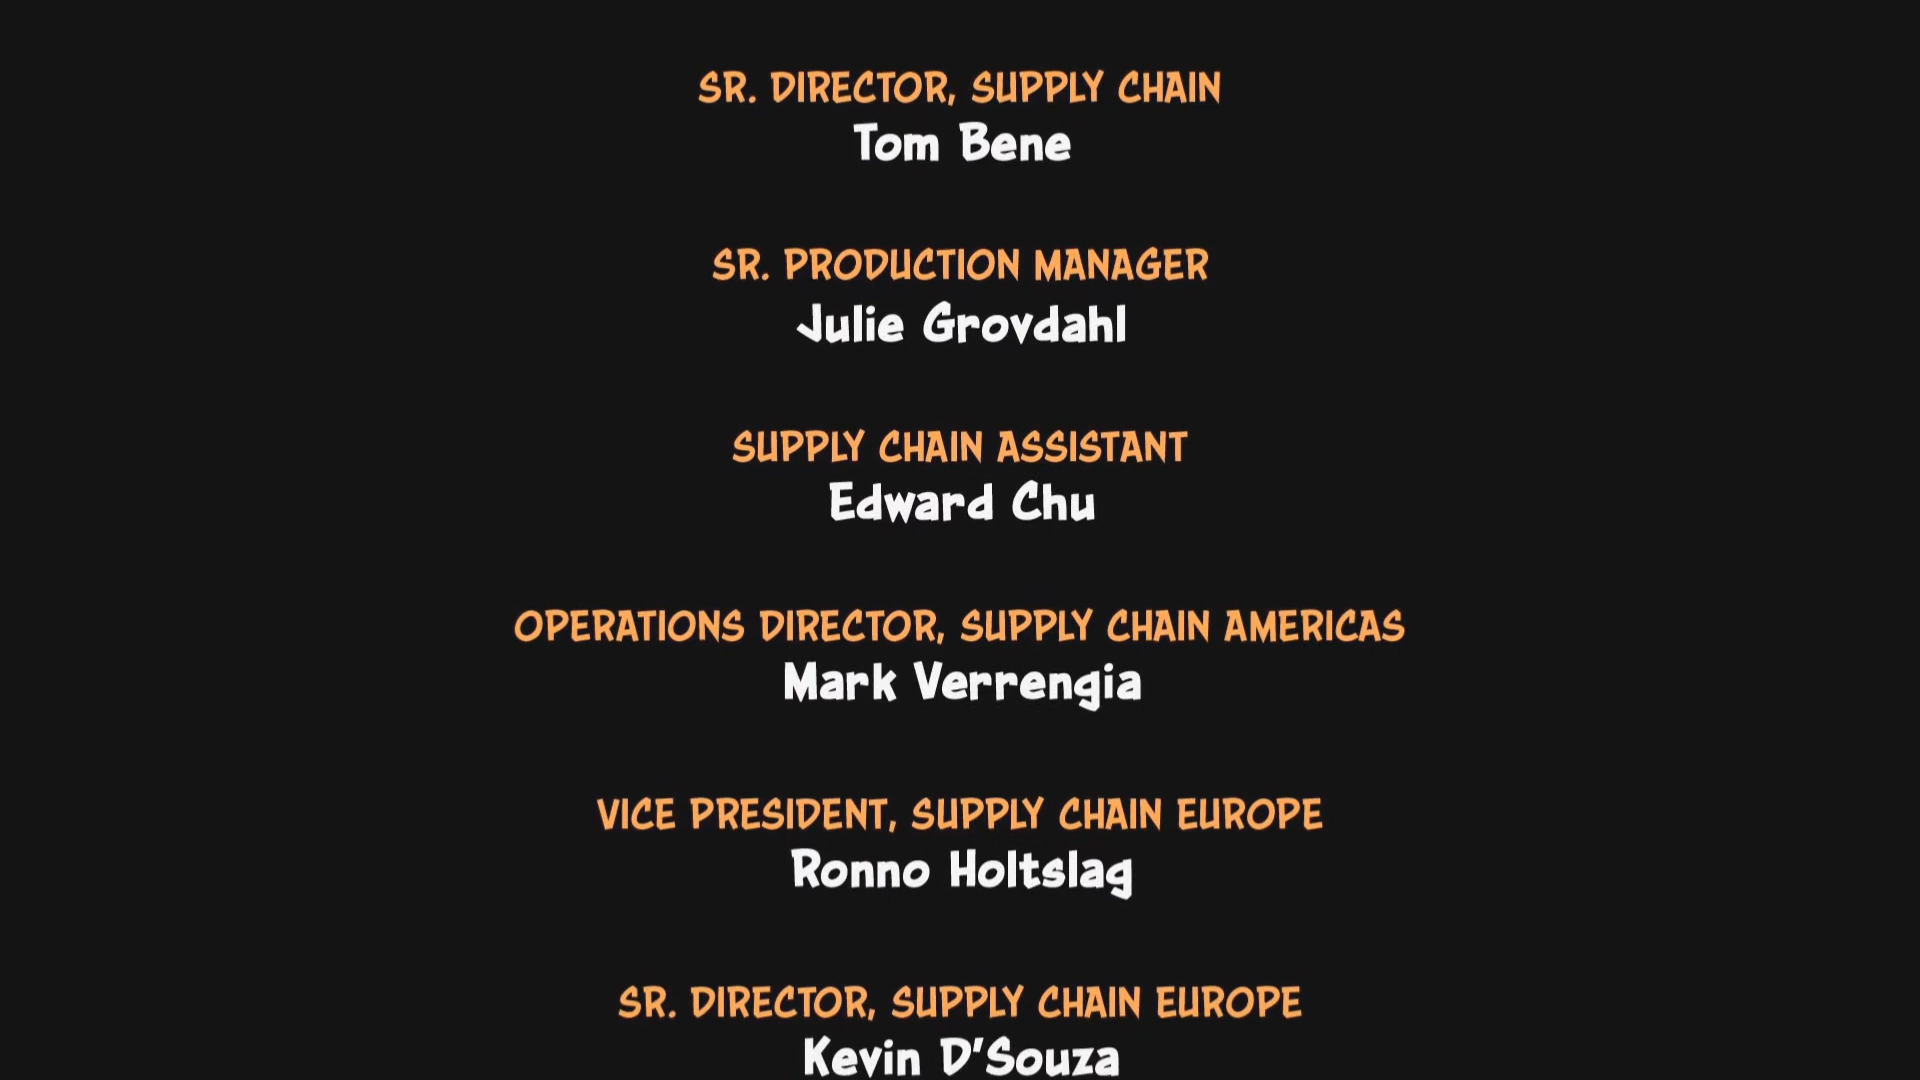 SR. DIRECTOR, SUPPLY CHAIN
Tom Bene
SR. PRODUCTION MANAGER
Julie Grovdahl
SUPPLY CHAIN ASSISTANT
Edward Chu
OPERATIONS DIRECTOR, SUPPLY CHAIN AMERICAS
Mark Verrengia
VICE PRESIDENT, SUPPLY CHAIN EUROPE
Ronno Holtslag
SR. DIRECTOR, SUPPLY CHAIN EUROPE
Kevin D'Souza